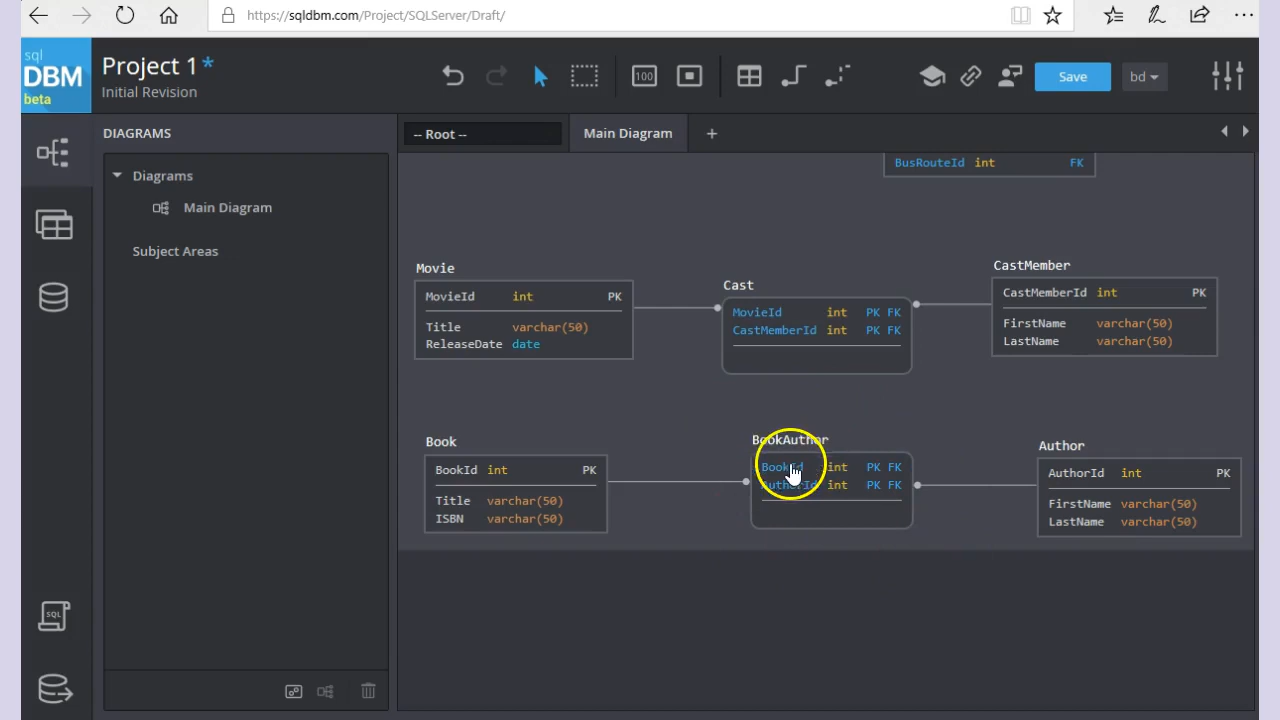 https://sqldbm.com/Project/SQLServer/Draft/
sql
DBM
beta
Project 1*
Initial Revision
100
Save
bd
DIAGRAMS
-- Root --
Main Diagram
+
Diagrams
Main Diagram
Subject Areas
SQL
BusRouteId int FK
Movie
MovieId int PK
Title varchar(50)
ReleaseDate date
Cast
MovieId int PK FK
CastMemberId int PK FK
CastMember
CastMemberId int PK
FirstName varchar(50)
LastName varchar(50)
Book
BookId int PK
Title varchar(50)
ISBN varchar(50)
BookAuthor
BookId int PK FK
AuthorId int PK FK
Author
AuthorId int PK
FirstName varchar(50)
LastName varchar(50)